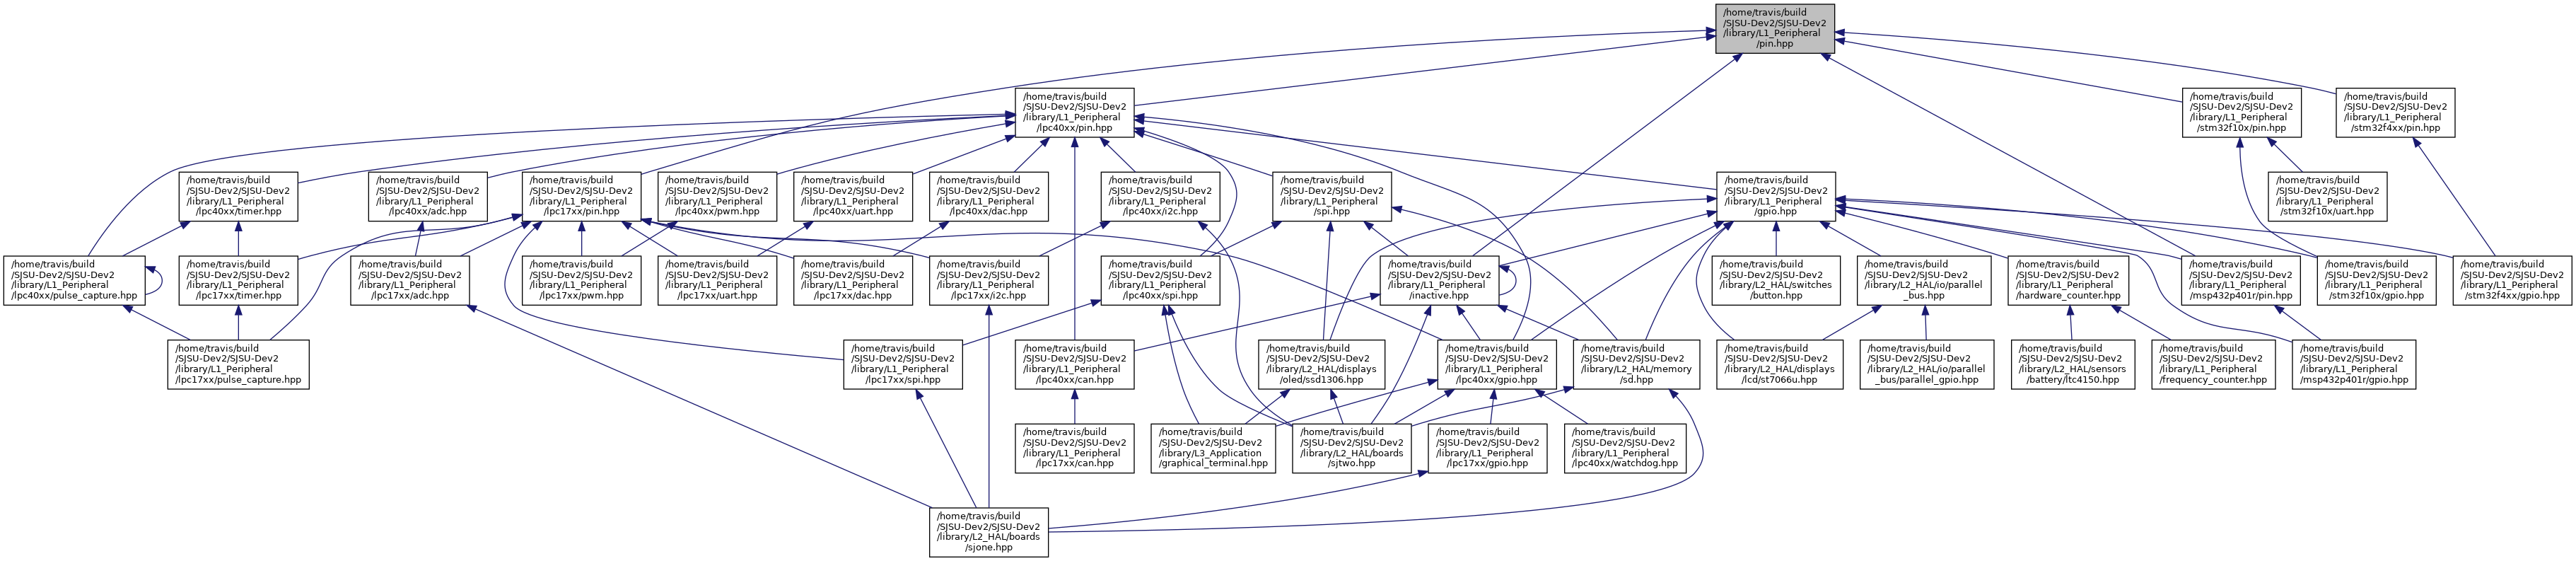 /home/travis/build
/SJSU-Dev2/SJSU-Dev2
/library/L1_Peripheral
/pin.hpp
/home/travis/build
/SJSU-Dev2/SJSU-Dev2
/library/L1_Peripheral
/lpc40xx/pin.hpp
/home/travis/build
/SJSU-Dev2/SJSU-Dev2
/library/L1_Peripheral
/stm32f10x/pin.hpp
/home/travis/build
/SJSU-Dev2/SJSU-Dev2
/library/L1_Peripheral
/stm32f4xx/pin.hpp
/home/travis/build
/SJSU-Dev2/SJSU-Dev2
/library/L1_Peripheral
/lpc40xx/timer.hpp
/home/travis/build
/SJSU-Dev2/SJSU-Dev2
/library/L1_Peripheral
/lpc40xx/adc.hpp
/home/travis/build
/SJSU-Dev2/SJSU-Dev2
/library/L1_Peripheral
/lpc17xx/pin.hpp
/home/travis/build
/SJSU-Dev2/SJSU-Dev2
/library/L1_Peripheral
/lpc40xx/pwm.hpp
/home/travis/build
/SJSU-Dev2/SJSU-Dev2
/library/L1_Peripheral
/lpc40xx/uart.hpp
/home/travis/build
/SJSU-Dev2/SJSU-Dev2
/library/L1_Peripheral
/lpc40xx/dac.hpp
/home/travis/build
/SJSU-Dev2/SJSU-Dev2
/library/L1_Peripheral
/lpc40xx/i2c.hpp
/home/travis/build
/SJSU-Dev2/SJSU-Dev2
/library/L1_Peripheral
/spi.hpp
/home/travis/build
/SJSU-Dev2/SJSU-Dev2
/library/L1_Peripheral
/gpio.hpp
/home/travis/build
/SJSU-Dev2/SJSU-Dev2
/library/L1_Peripheral
/stm32f10x/uart.hpp
/home/travis/build
/SJSU-Dev2/SJSU-Dev2
/library/L1_Peripheral
/lpc40xx/pulse_capture.hpp
/home/travis/build
/SJSU-Dev2/SJSU-Dev2
/library/L1_Peripheral
/lpc17xx/timer.hpp
/home/travis/build
/SJSU-Dev2/SJSU-Dev2
/library/L1_Peripheral
/lpc17xx/adc.hpp
/home/travis/build
/SJSU-Dev2/SJSU-Dev2
/library/L1_Peripheral
/lpc17xx/pwm.hpp
/home/travis/build
/SJSU-Dev2/SJSU-Dev2
/library/L1_Peripheral
/lpc17xx/uart.hpp
/home/travis/build
/SJSU-Dev2/SJSU-Dev2
/library/L1_Peripheral
/lpc17xx/dac.hpp
/home/travis/build
/SJSU-Dev2/SJSU-Dev2
/library/L1_Peripheral
/lpc17xx/i2c.hpp
/home/travis/build
/SJSU-Dev2/SJSU-Dev2
/library/L1_Peripheral
/lpc40xx/spi.hpp
/home/travis/build
/SJSU-Dev2/SJSU-Dev2
/library/L1_Peripheral
/inactive.hpp
/home/travis/build
/SJSU-Dev2/SJSU-Dev2
/library/L2_HAL/switches
/button.hpp
/home/travis/build
/SJSU-Dev2/SJSU-Dev2
/library/L2_HAL/io/parallel
_bus.hpp
/home/travis/build
/SJSU-Dev2/SJSU-Dev2
/library/L1_Peripheral
/hardware_counter.hpp
/home/travis/build
/SJSU-Dev2/SJSU-Dev2
/library/L1_Peripheral
/msp432p401r/pin.hpp
/home/travis/build
/SJSU-Dev2/SJSU-Dev2
/library/L1_Peripheral
/stm32f10x/gpio.hpp
/home/travis/build
/SJSU-Dev2/SJSU-Dev2
/library/L1_Peripheral
/stm32f4xx/gpio.hpp
/home/travis/build
/SJSU-Dev2/SJSU-Dev2
/library/L1_Peripheral
/lpc17xx/pulse_capture.hpp
/home/travis/build
/SJSU-Dev2/SJSU-Dev2
/library/L1_Peripheral
/lpc17xx/spi.hpp
/home/travis/build
/SJSU-Dev2/SJSU-Dev2
/library/L1_Peripheral
/lpc40xx/can.hpp
/home/travis/build
/SJSU-Dev2/SJSU-Dev2
/library/L2_HAL/displays
/oled/ssd1306.hpp
/home/travis/build
/SJSU-Dev2/SJSU-Dev2
/library/L1_Peripheral
/lpc40xx/gpio.hpp
/home/travis/build
/SJSU-Dev2/SJSU-Dev2
/library/L2_HAL/memory
/sd.hpp
/home/travis/build
/SJSU-Dev2/SJSU-Dev2
/library/L2_HAL/displays
/lcd/st7066u.hpp
/home/travis/build
/SJSU-Dev2/SJSU-Dev2
/library/L2_HAL/io/parallel
_bus/parallel_gpio.hpp
/home/travis/build
/SJSU-Dev2/SJSU-Dev2
/library/L2_HAL/sensors
/battery/ltc4150.hpp
/home/travis/build
/SJSU-Dev2/SJSU-Dev2
/library/L1_Peripheral
/frequency_counter.hpp
/home/travis/build
/SJSU-Dev2/SJSU-Dev2
/library/L1_Peripheral
/msp432p401r/gpio.hpp
/home/travis/build
/SJSU-Dev2/SJSU-Dev2
/library/L1_Peripheral
/lpc17xx/can.hpp
/home/travis/build
/SJSU-Dev2/SJSU-Dev2
/library/L3_Application
/graphical_terminal.hpp
/home/travis/build
/SJSU-Dev2/SJSU-Dev2
/library/L2_HAL/boards
/sjtwo.hpp
/home/travis/build
/SJSU-Dev2/SJSU-Dev2
/library/L1_Peripheral
/lpc17xx/gpio.hpp
/home/travis/build
/SJSU-Dev2/SJSU-Dev2
/library/L1_Peripheral
/lpc40xx/watchdog.hpp
/home/travis/build
/SJSU-Dev2/SJSU-Dev2
/library/L2_HAL/boards
/sjone.hpp